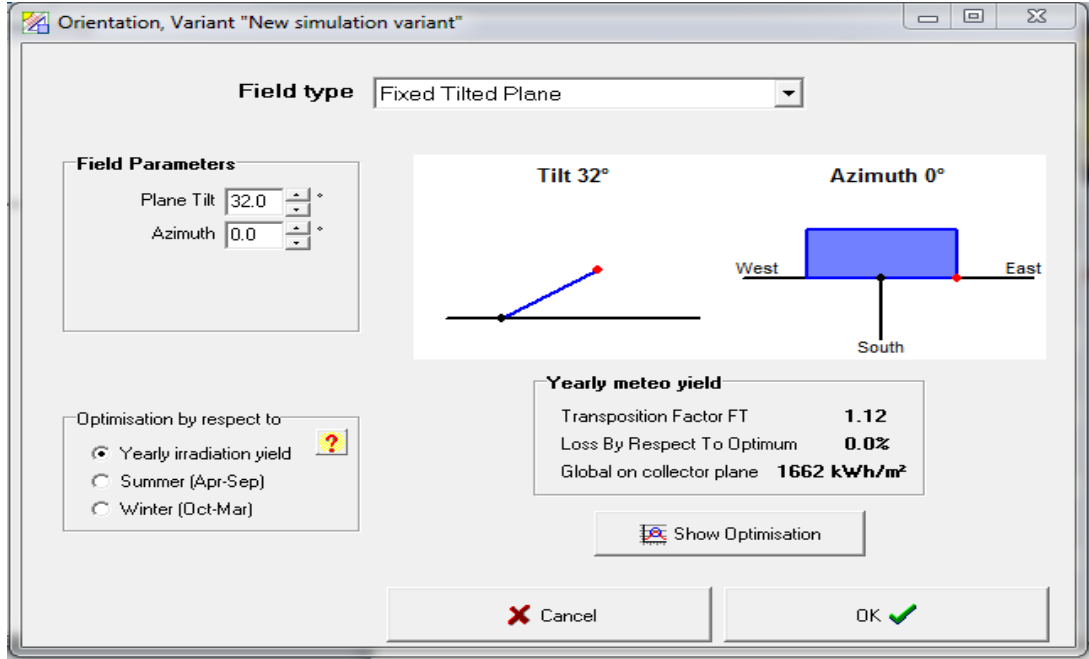 Orientation, Variant "New simulation variant"
Field type Fixed Tilted Plane
Field Parameters
Plane Tilt 32.0 °
Azimuth 0.0 °
Tilt 32° Azimuth 0°
West East
South
Optimisation by respect to
?
Yearly irradiation yield
Summer (Apr-Sep)
Winter (Oct-Mar)
Yearly meteo yield
Transposition Factor FT 1.12
Loss By Respect To Optimum 0.0%
Global on collector plane 1662 kWh/m²
Show Optimisation
Cancel OK